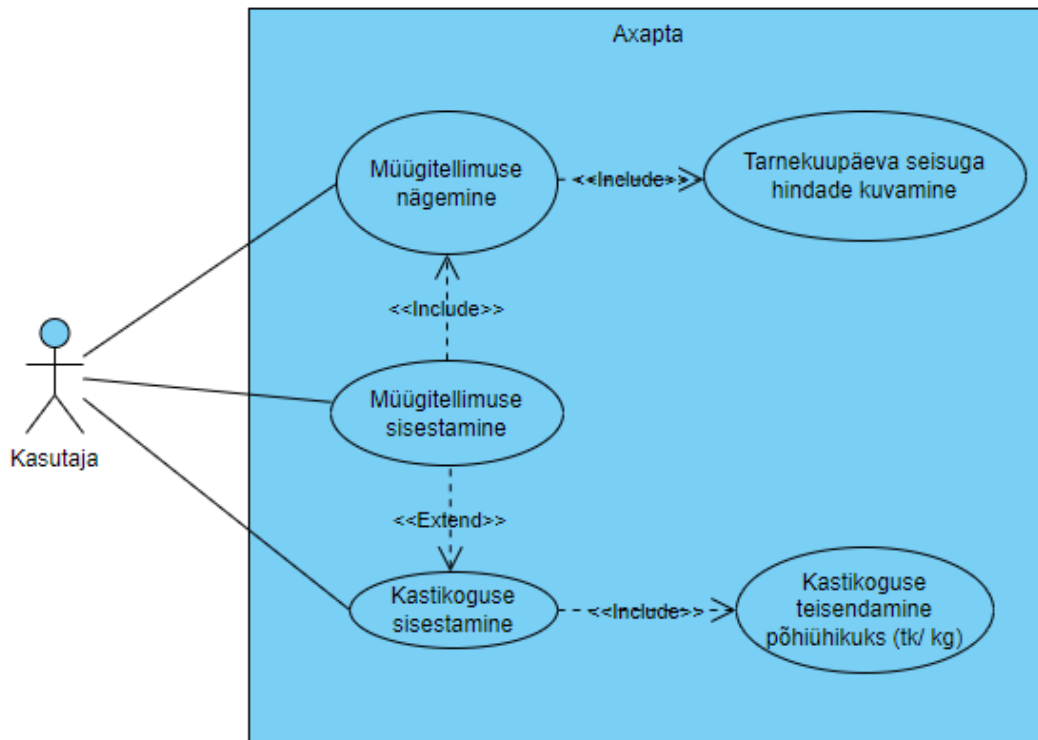 Axapta
Müügitellimuse
nägemine
<<Include>>
Tarnekuupäeva seisuga
hindade kuvamine
<<Include>>
Müügitellimuse
sisestamine
Kasutaja
<<Extend>>
Kastikoguse
sisestamine
<<Include>>
Kastikoguse
teisendamine
põhiühikuks (tk/ kg)